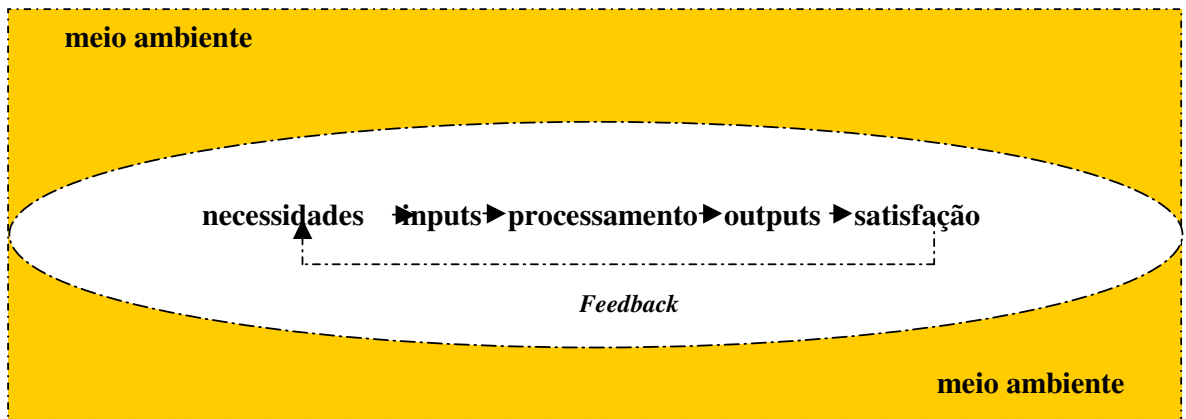 meio ambiente
necessidades inputs processamento outputs satisfação
Feedback
meio ambiente